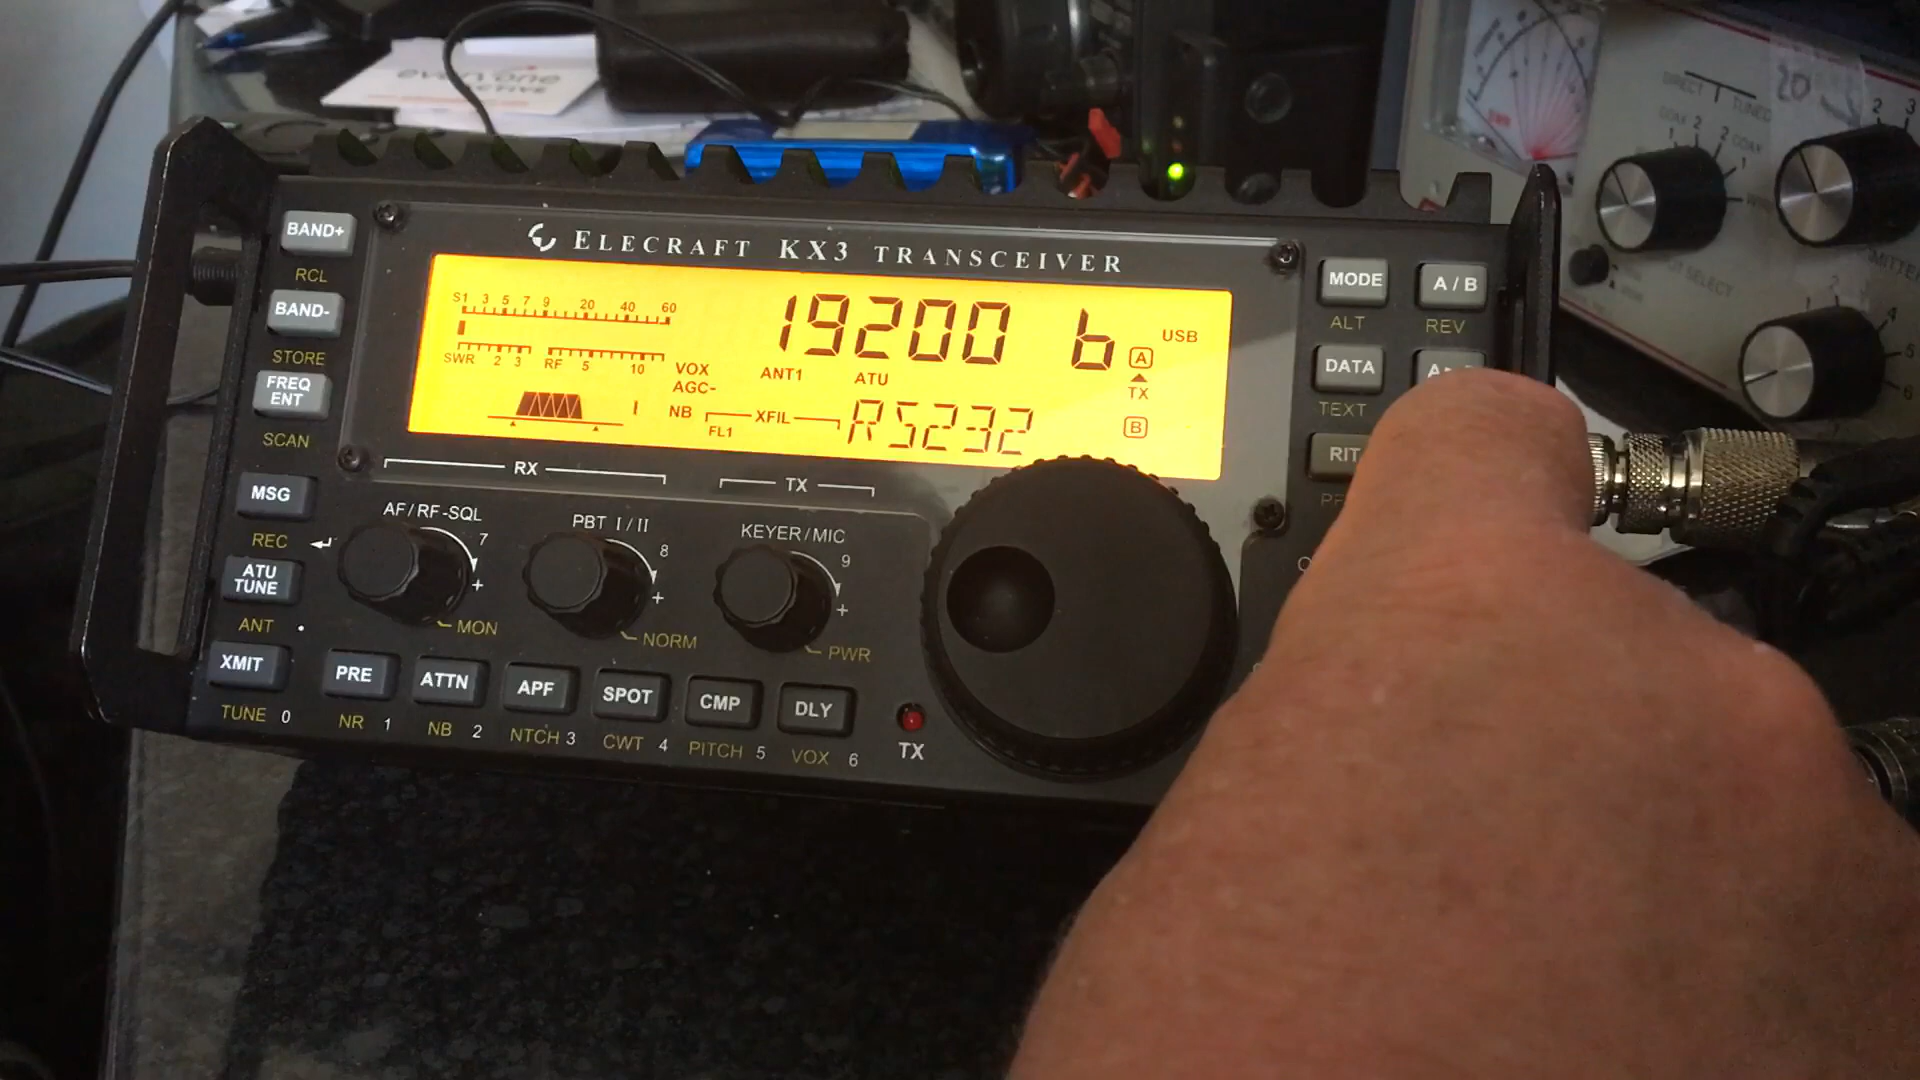 ELECRAFT KX3 TRANSCEIVER
S1 3 5 7 9 20 40 60
SWR 2 3 RF 5 10
VOX
AGC-
NB
19200 b
USB
A
TX
B
ANT1
ATU
XFIL
FL1
RS232
BAND+
RCL
BAND-
STORE
FREQ
ENT
SCAN
MSG
REC
ATU
TUNE
ANT
XMIT
TUNE 0
RX
TX
AF/RF-SQL
7
+
MON
PBT I/II
8
+
NORM
KEYER/MIC
9
+
PWR
PRE
NR 1
ATTN
NB 2
APF
NTCH 3
SPOT
CWT 4
CMP
PITCH 5
DLY
VOX 6
TX
MODE
ALT
A/B
REV
DATA
TEXT
RIT
DIRECT
TUNED
20